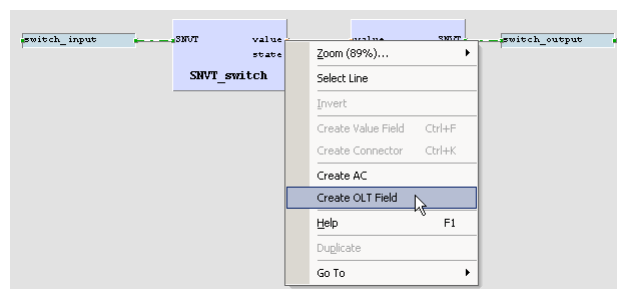 switch_input
SNVT value
state
SNVT_switch
value SNVT
switch_output
Zoom (89%)...
Select Line
Invert
Create Value Field Ctrl+F
Create Connector Ctrl+K
Create AC
Create OLT Field
Help F1
Duplicate
Go To